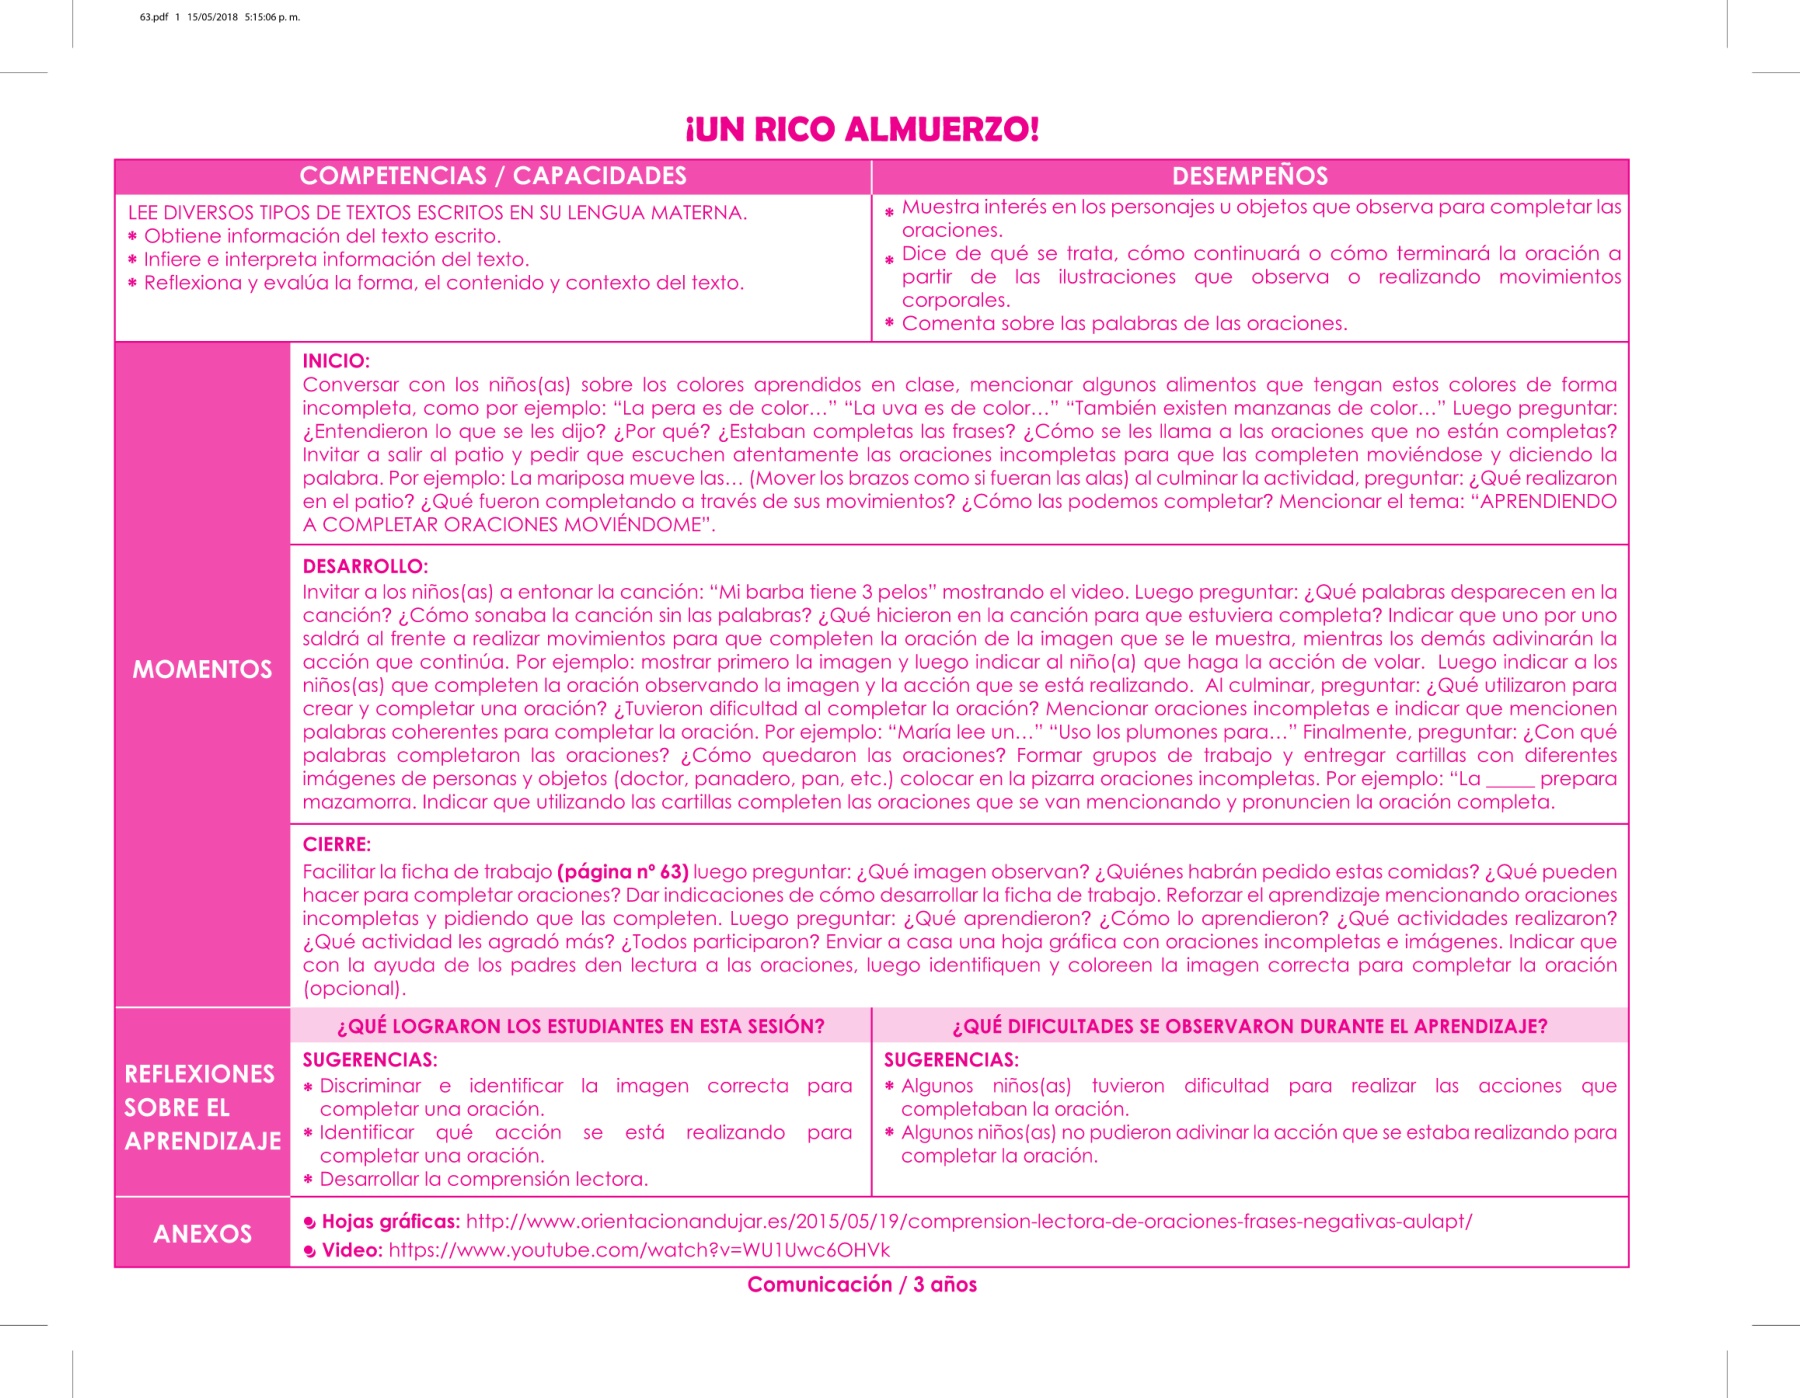 63.pdf 1 15/05/2018 5:15:06 p. m.
¡UN RICO ALMUERZO!
COMPETENCIAS / CAPACIDADES
DESEMPEÑOS
LEE DIVERSOS TIPOS DE TEXTOS ESCRITOS EN SU LENGUA MATERNA.
* Obtiene información del texto escrito.
* Infiere e interpreta información del texto.
* Reflexiona y evalúa la forma, el contenido y contexto del texto.
* Muestra interés en los personajes u objetos que observa para completar las
oraciones.
* Dice de qué se trata, cómo continuará o cómo terminará la oración a
partir de las ilustraciones que observa o realizando movimientos
corporales.
* Comenta sobre las palabras de las oraciones.
MOMENTOS
INICIO:
Conversar con los niños(as) sobre los colores aprendidos en clase, mencionar algunos alimentos que tengan estos colores de forma
incompleta, como por ejemplo: “La pera es de color…” “La uva es de color…” “También existen manzanas de color…” Luego preguntar:
¿Entendieron lo que se les dijo? ¿Por qué? ¿Estaban completas las frases? ¿Cómo se les llama a las oraciones que no están completas?
Invitar a salir al patio y pedir que escuchen atentamente las oraciones incompletas para que las completen moviéndose y diciendo la
palabra. Por ejemplo: La mariposa mueve las… (Mover los brazos como si fueran las alas) al culminar la actividad, preguntar: ¿Qué realizaron
en el patio? ¿Qué fueron completando a través de sus movimientos? ¿Cómo las podemos completar? Mencionar el tema: “APRENDIENDO
A COMPLETAR ORACIONES MOVIÉNDOME”.
DESARROLLO:
Invitar a los niños(as) a entonar la canción: “Mi barba tiene 3 pelos” mostrando el video. Luego preguntar: ¿Qué palabras desparecen en la
canción? ¿Cómo sonaba la canción sin las palabras? ¿Qué hicieron en la canción para que estuviera completa? Indicar que uno por uno
saldrá al frente a realizar movimientos para que completen la oración de la imagen que se le muestra, mientras los demás adivinarán la
acción que continúa. Por ejemplo: mostrar primero la imagen y luego indicar al niño(a) que haga la acción de volar. Luego indicar a los
niños(as) que completen la oración observando la imagen y la acción que se está realizando. Al culminar, preguntar: ¿Qué utilizaron para
crear y completar una oración? ¿Tuvieron dificultad al completar la oración? Mencionar oraciones incompletas e indicar que mencionen
palabras coherentes para completar la oración. Por ejemplo: “María lee un…” “Uso los plumones para…” Finalmente, preguntar: ¿Con qué
palabras completaron las oraciones? ¿Cómo quedaron las oraciones? Formar grupos de trabajo y entregar cartillas con diferentes
imágenes de personas y objetos (doctor, panadero, pan, etc.) colocar en la pizarra oraciones incompletas. Por ejemplo: “La _____ prepara
mazamorra. Indicar que utilizando las cartillas completen las oraciones que se van mencionando y pronuncien la oración completa.
CIERRE:
Facilitar la ficha de trabajo (página nº 63) luego preguntar: ¿Qué imagen observan? ¿Quiénes habrán pedido estas comidas? ¿Qué pueden
hacer para completar oraciones? Dar indicaciones de cómo desarrollar la ficha de trabajo. Reforzar el aprendizaje mencionando oraciones
incompletas y pidiendo que las completen. Luego preguntar: ¿Qué aprendieron? ¿Cómo lo aprendieron? ¿Qué actividades realizaron?
¿Qué actividad les agradó más? ¿Todos participaron? Enviar a casa una hoja gráfica con oraciones incompletas e imágenes. Indicar que
con la ayuda de los padres den lectura a las oraciones, luego identifiquen y coloreen la imagen correcta para completar la oración
(opcional).
REFLEXIONES
SOBRE EL
APRENDIZAJE
¿QUÉ LOGRARON LOS ESTUDIANTES EN ESTA SESIÓN?
SUGERENCIAS:
* Discriminar e identificar la imagen correcta para
completar una oración.
* Identificar qué acción se está realizando para
completar una oración.
* Desarrollar la comprensión lectora.
¿QUÉ DIFICULTADES SE OBSERVARON DURANTE EL APRENDIZAJE?
SUGERENCIAS:
* Algunos niños(as) tuvieron dificultad para realizar las acciones que
completaban la oración.
* Algunos niños(as) no pudieron adivinar la acción que se estaba realizando para
completar la oración.
ANEXOS
Hojas gráficas: http://www.orientacionandujar.es/2015/05/19/comprension-lectora-de-oraciones-frases-negativas-aulapt/
Video: https://www.youtube.com/watch?v=WU1Uwc6OHVk
Comunicación / 3 años